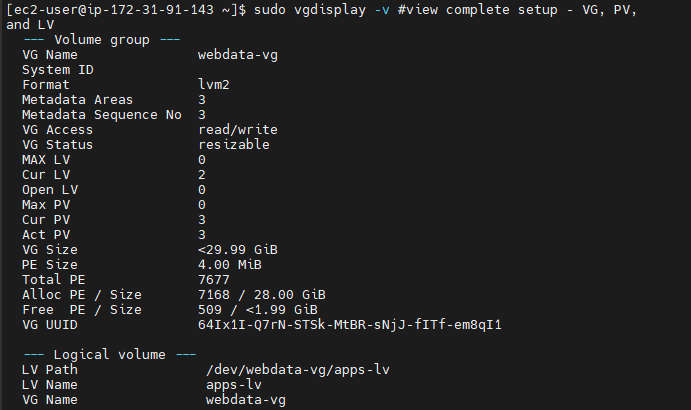 [ec2-user@ip-172-31-91-143 ~]$ sudo vgdisplay -v #view complete setup - VG, PV,
and LV
--- Volume group ---
VG Name webdata-vg
System ID
Format lvm2
Metadata Areas 3
Metadata Sequence No 3
VG Access read/write
VG Status resizable
MAX LV 0
Cur LV 2
Open LV 0
Max PV 0
Cur PV 3
Act PV 3
VG Size <29.99 GiB
PE Size 4.00 MiB
Total PE 7677
Alloc PE / Size 7168 / 28.00 GiB
Free PE / Size 509 / <1.99 GiB
VG UUID 64Ix1I-Q7rN-STSk-MtBR-sNjJ-fITf-em8qI1
--- Logical volume ---
LV Path /dev/webdata-vg/apps-lv
LV Name apps-lv
VG Name webdata-vg